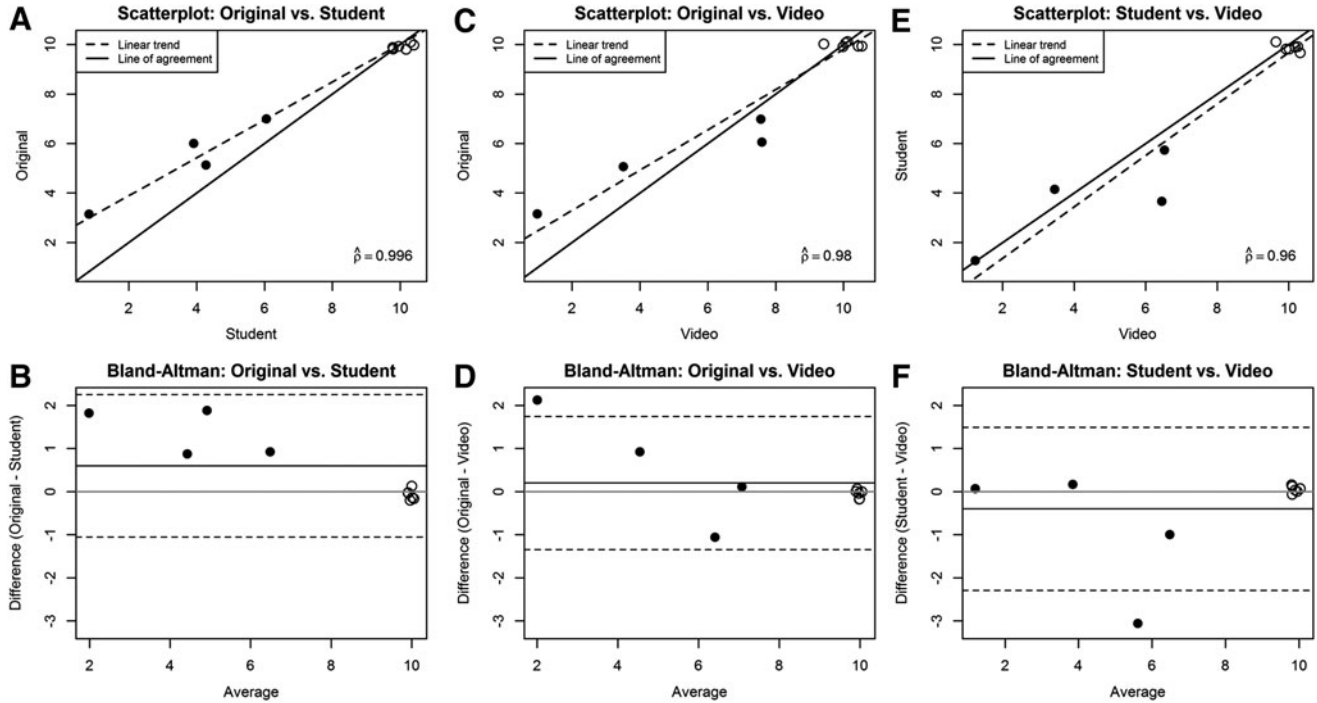 A
Scatterplot: Original vs. Student
Linear trend
Line of agreement
Original
10
8
6
4
2
ρ̂ = 0.996
2 4 6 8 10
Student
C
Scatterplot: Original vs. Video
Linear trend
Line of agreement
Original
10
8
6
4
2
ρ̂ = 0.98
2 4 6 8 10
Video
E
Scatterplot: Student vs. Video
Linear trend
Line of agreement
Student
10
8
6
4
2
ρ̂ = 0.96
2 4 6 8 10
Video
B
Bland-Altman: Original vs. Student
Difference (Original - Student)
2
1
0
-1
-2
-3
2 4 6 8 10
Average
D
Bland-Altman: Original vs. Video
Difference (Original - Video)
2
1
0
-1
-2
-3
2 4 6 8 10
Average
F
Bland-Altman: Student vs. Video
Difference (Student - Video)
2
1
0
-1
-2
-3
2 4 6 8 10
Average